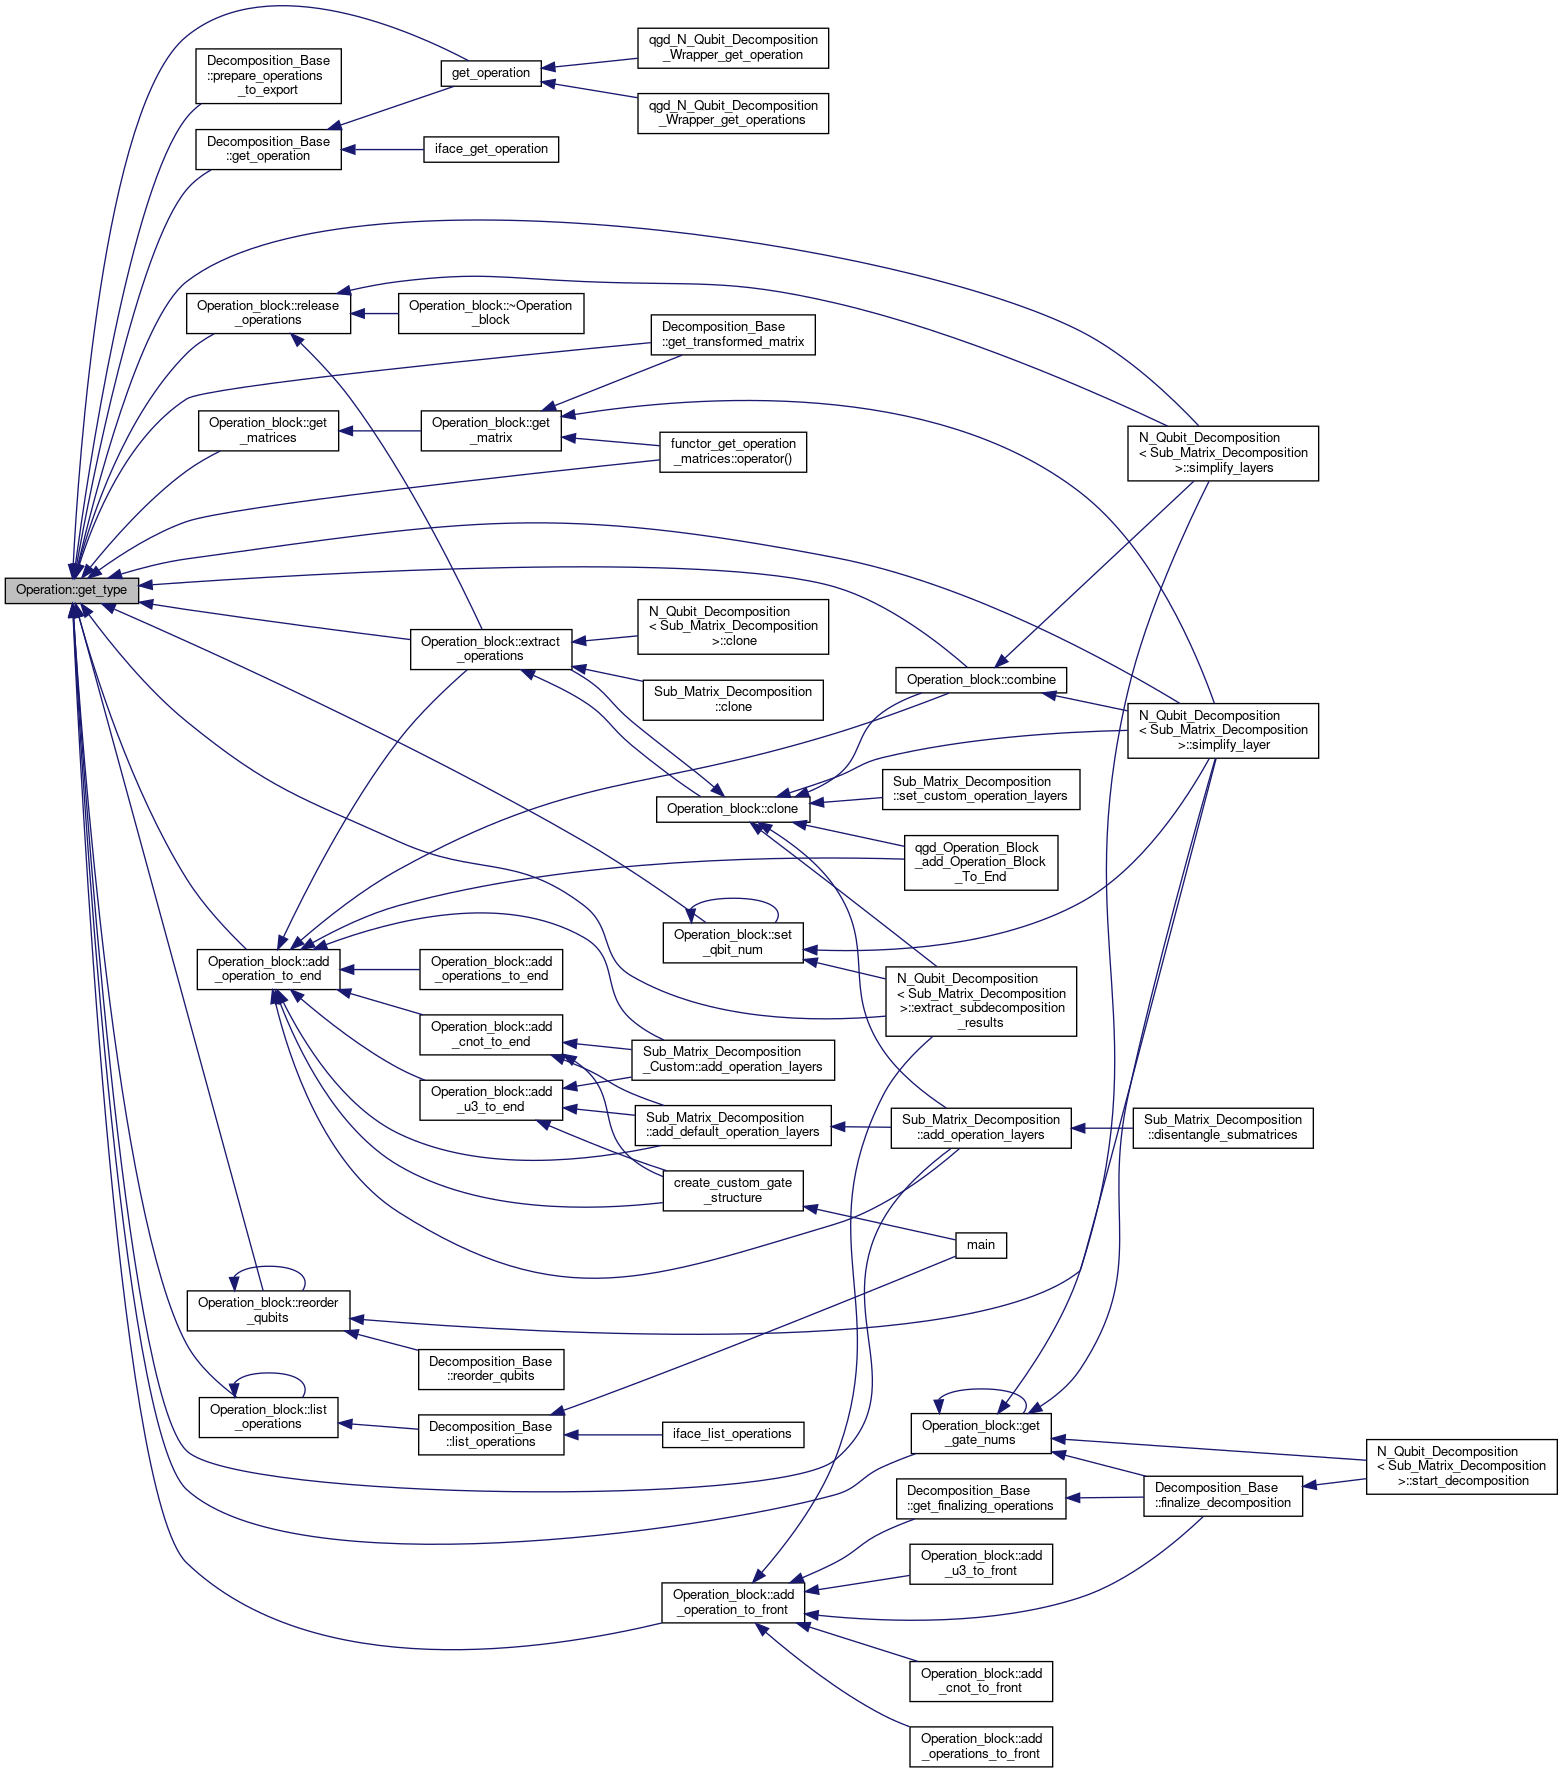 qgd_N_Qubit_Decomposition
_Wrapper_get_operation
Decomposition_Base
::prepare_operations
_to_export
get_operation
qgd_N_Qubit_Decomposition
_Wrapper_get_operations
Decomposition_Base
::get_operation
iface_get_operation
Operation_block::release
_operations
Operation_block::~Operation
_block
Decomposition_Base
::get_transformed_matrix
Operation_block::get
_matrices
Operation_block::get
_matrix
functor_get_operation
_matrices::operator()
N_Qubit_Decomposition
< Sub_Matrix_Decomposition
>::simplify_layers
Operation::get_type
Operation_block::extract
_operations
N_Qubit_Decomposition
< Sub_Matrix_Decomposition
>::clone
Sub_Matrix_Decomposition
::clone
Operation_block::combine
N_Qubit_Decomposition
< Sub_Matrix_Decomposition
>::simplify_layer
Operation_block::clone
Sub_Matrix_Decomposition
::set_custom_operation_layers
qgd_Operation_Block
_add_Operation_Block
_To_End
Operation_block::set
_qbit_num
Operation_block::add
_operation_to_end
Operation_block::add
_operations_to_end
N_Qubit_Decomposition
< Sub_Matrix_Decomposition
>::extract_subdecomposition
_results
Operation_block::add
_cnot_to_end
Sub_Matrix_Decomposition
_Custom::add_operation_layers
Operation_block::add
_u3_to_end
Sub_Matrix_Decomposition
::add_default_operation_layers
Sub_Matrix_Decomposition
::add_operation_layers
Sub_Matrix_Decomposition
::disentangle_submatrices
create_custom_gate
_structure
main
Operation_block::reorder
_qubits
Decomposition_Base
::reorder_qubits
Operation_block::list
_operations
Decomposition_Base
::list_operations
iface_list_operations
Operation_block::get
_gate_nums
N_Qubit_Decomposition
< Sub_Matrix_Decomposition
>::start_decomposition
Decomposition_Base
::get_finalizing_operations
Decomposition_Base
::finalize_decomposition
Operation_block::add
_u3_to_front
Operation_block::add
_operation_to_front
Operation_block::add
_cnot_to_front
Operation_block::add
_operations_to_front